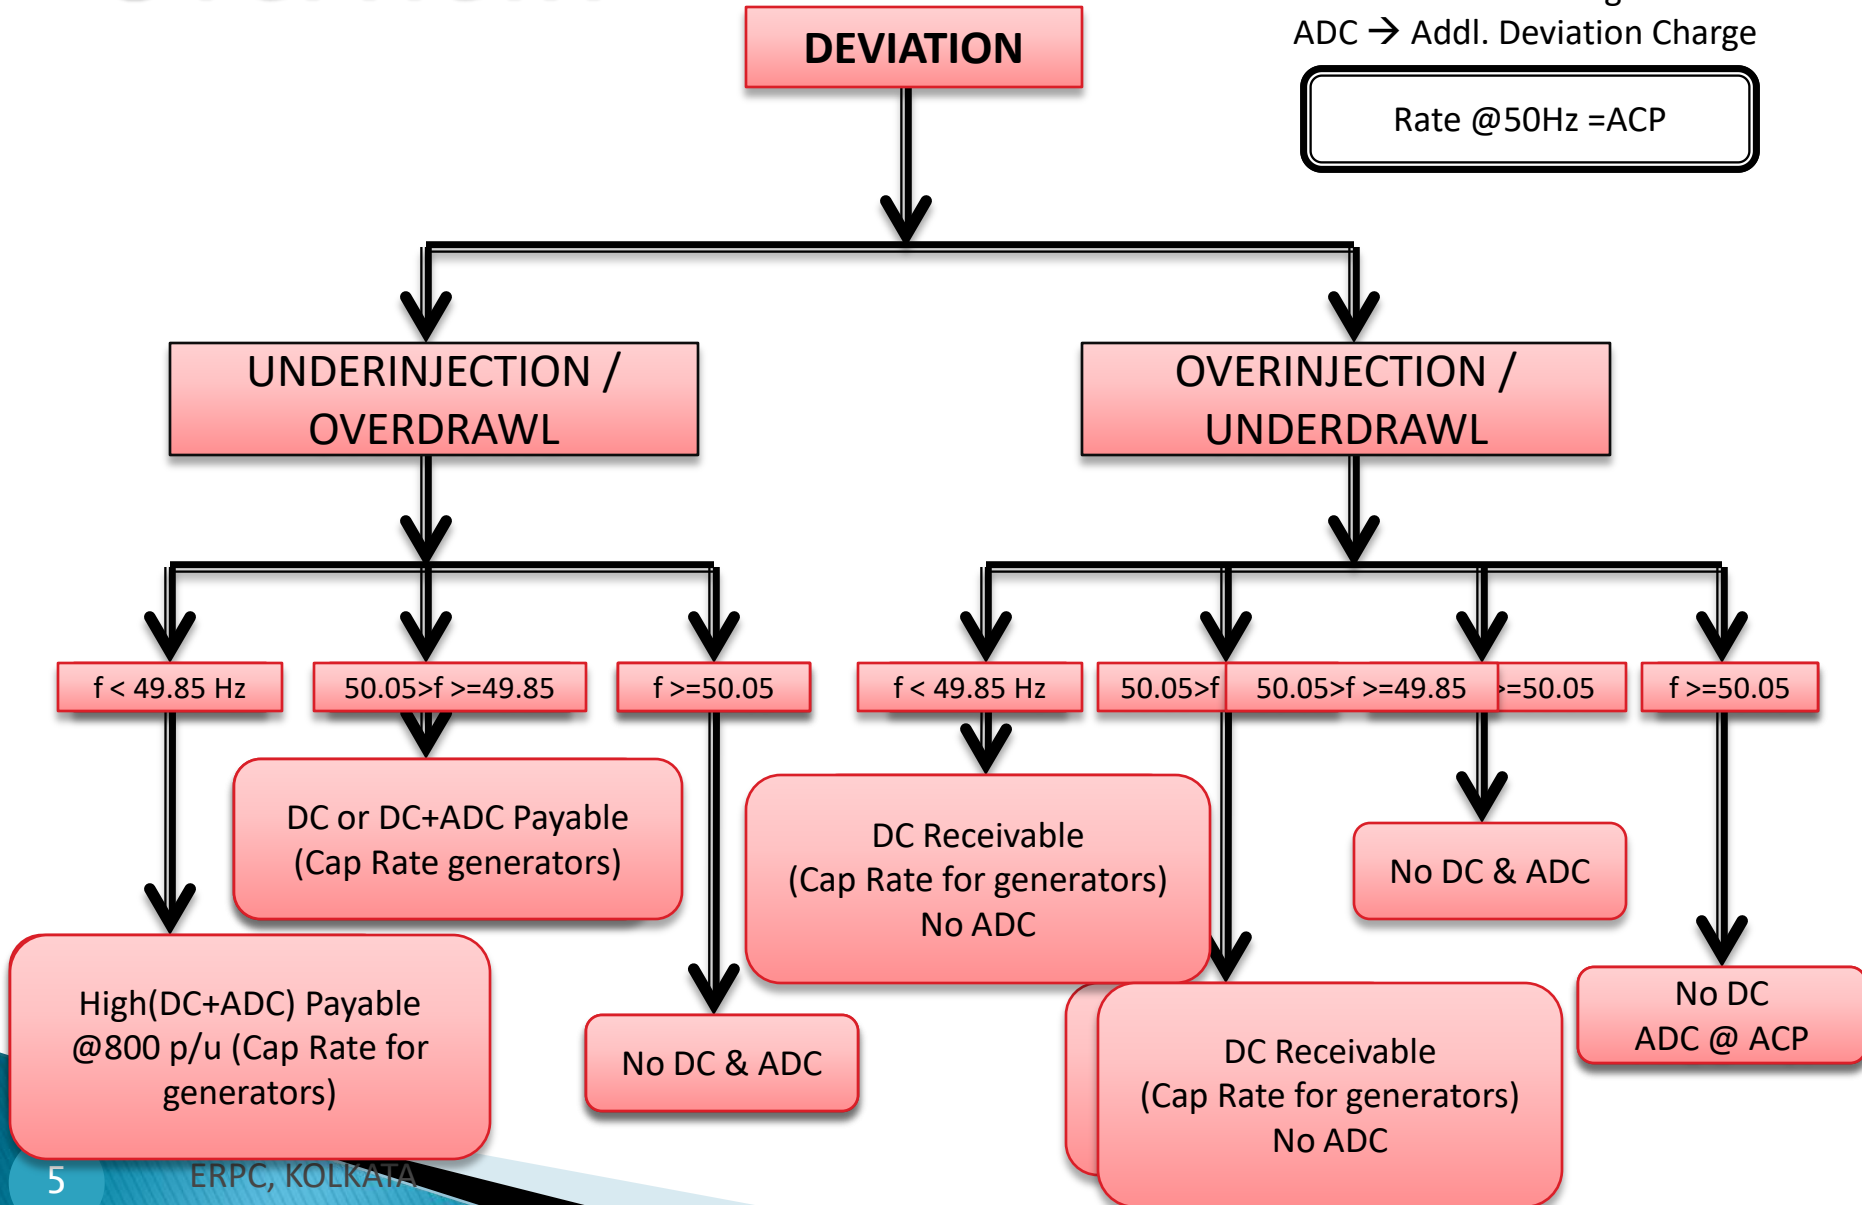 ADC → Addl. Deviation Charge
Rate @50Hz =ACP
DEVIATION
UNDERINJECTION /
OVERDRAWL
OVERINJECTION /
UNDERDRAWL
f < 49.85 Hz
50.05>f >=49.85
f >=50.05
f < 49.85 Hz
50.05>f
50.05>f >=49.85
>=50.05
f >=50.05
DC or DC+ADC Payable
(Cap Rate generators)
DC Receivable
(Cap Rate for generators)
No ADC
No DC & ADC
High(DC+ADC) Payable
@800 p/u (Cap Rate for
generators)
No DC & ADC
DC Receivable
(Cap Rate for generators)
No ADC
No DC
ADC @ ACP
5
ERPC, KOLKATA